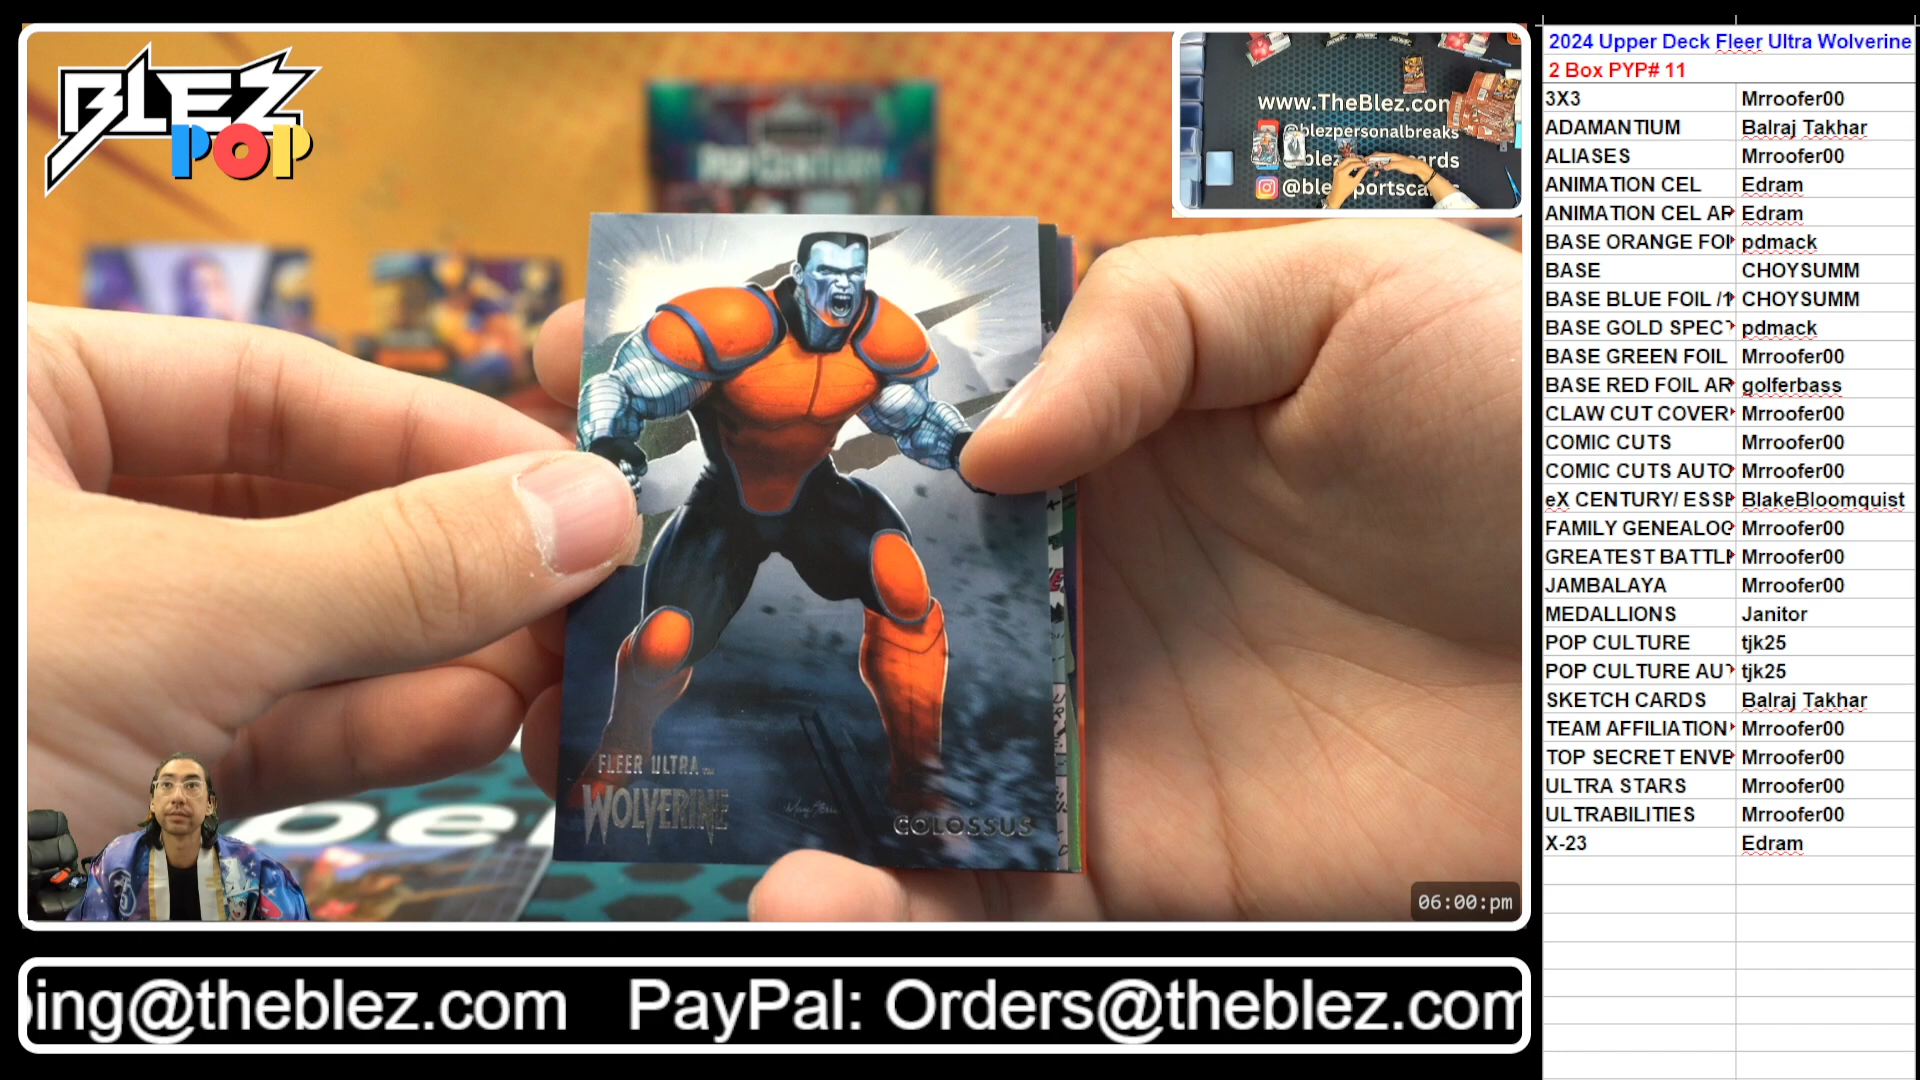 BLEZ
POP
www.TheBlez.com
@blezpersonalbreaks
FLEER ULTRA
WOLVERINE
COLOSSUS
06:00:pm
ping@theblez.com PayPal: Orders@theblez.com
2024 Upper Deck Fleer Ultra Wolverine
2 Box PYP# 11
3X3 Mrroofer00
ADAMANTIUM Balraj Takhar
ALIASES Mrroofer00
ANIMATION CEL Edram
ANIMATION CEL AR Edram
BASE ORANGE FOI pdmack
BASE CHOYSUMM
BASE BLUE FOIL /1 CHOYSUMM
BASE GOLD SPECT pdmack
BASE GREEN FOIL Mrroofer00
BASE RED FOIL AR golferbass
CLAW CUT COVER Mrroofer00
COMIC CUTS Mrroofer00
COMIC CUTS AUTO Mrroofer00
eX CENTURY/ ESSE BlakeBloomquist
FAMILY GENEALOG Mrroofer00
GREATEST BATTLE Mrroofer00
JAMBALAYA Mrroofer00
MEDALLIONS Janitor
POP CULTURE tjk25
POP CULTURE AUT tjk25
SKETCH CARDS Balraj Takhar
TEAM AFFILIATION Mrroofer00
TOP SECRET ENVE Mrroofer00
ULTRA STARS Mrroofer00
ULTRABILITIES Mrroofer00
X-23 Edram